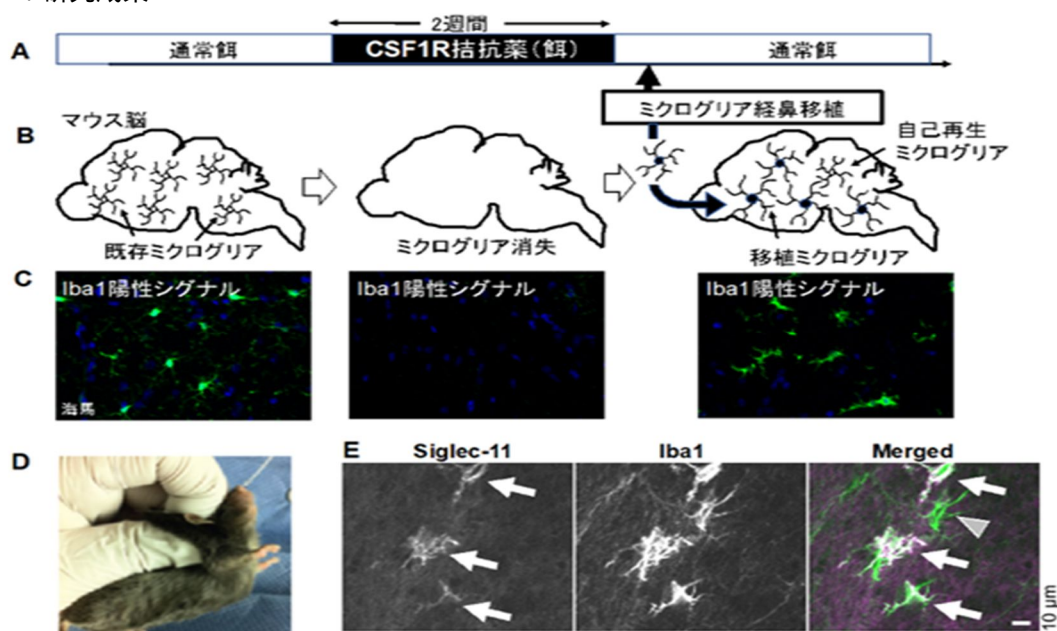 2週間
A
通常餌
CSF1R拮抗薬(餌)
通常餌
ミクログリア経鼻移植
B
マウス脳
自己再生
ミクログリア
既存ミクログリア
ミクログリア消失
移植ミクログリア
C
Iba1陽性シグナル
Iba1陽性シグナル
Iba1陽性シグナル
海馬
D
E
Siglec-11
Iba1
Merged
10 μm